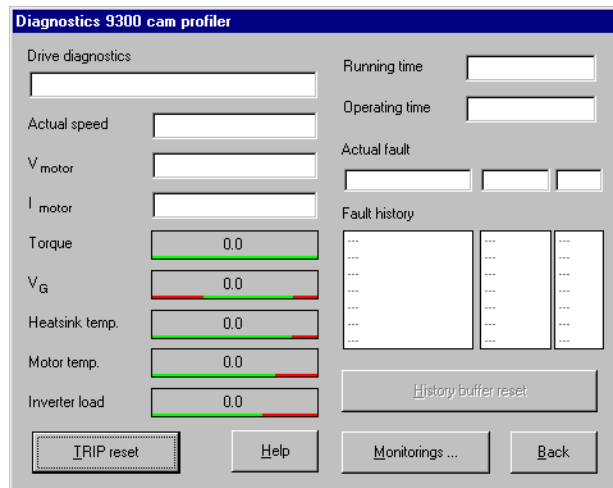 Diagnostics 9300 cam profiler
Drive diagnostics
Running time
Operating time
Actual speed
V motor
I motor
Actual fault
Fault history
Torque 0.0
VG 0.0
Heatsink temp. 0.0
Motor temp. 0.0
Inverter load 0.0
--- --- ---
--- --- ---
--- --- ---
--- --- ---
--- --- ---
--- --- ---
--- --- ---
History buffer reset
TRIP reset
Help
Monitorings ...
Back